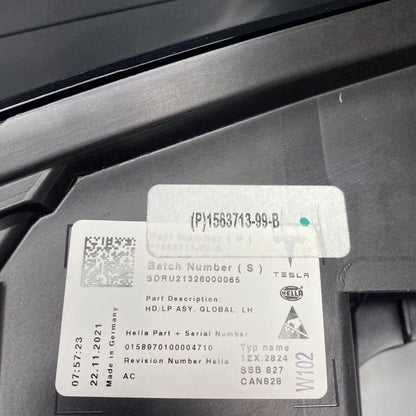 (P)1563713-99-B
Part Number ( P )
P1563713-99-B
Batch Number ( S )
SDRU21326000065
TESLA
Part Description:
HD:LP ASY, GLOBAL, LH
HELLA
Hella Part + Serial Number
0158970100004710
Revision Number Hella
AC
Typ name
1EX.2824
SSB 827
CAN828
W102
07:57:23
22.11.2021
Made in Germany